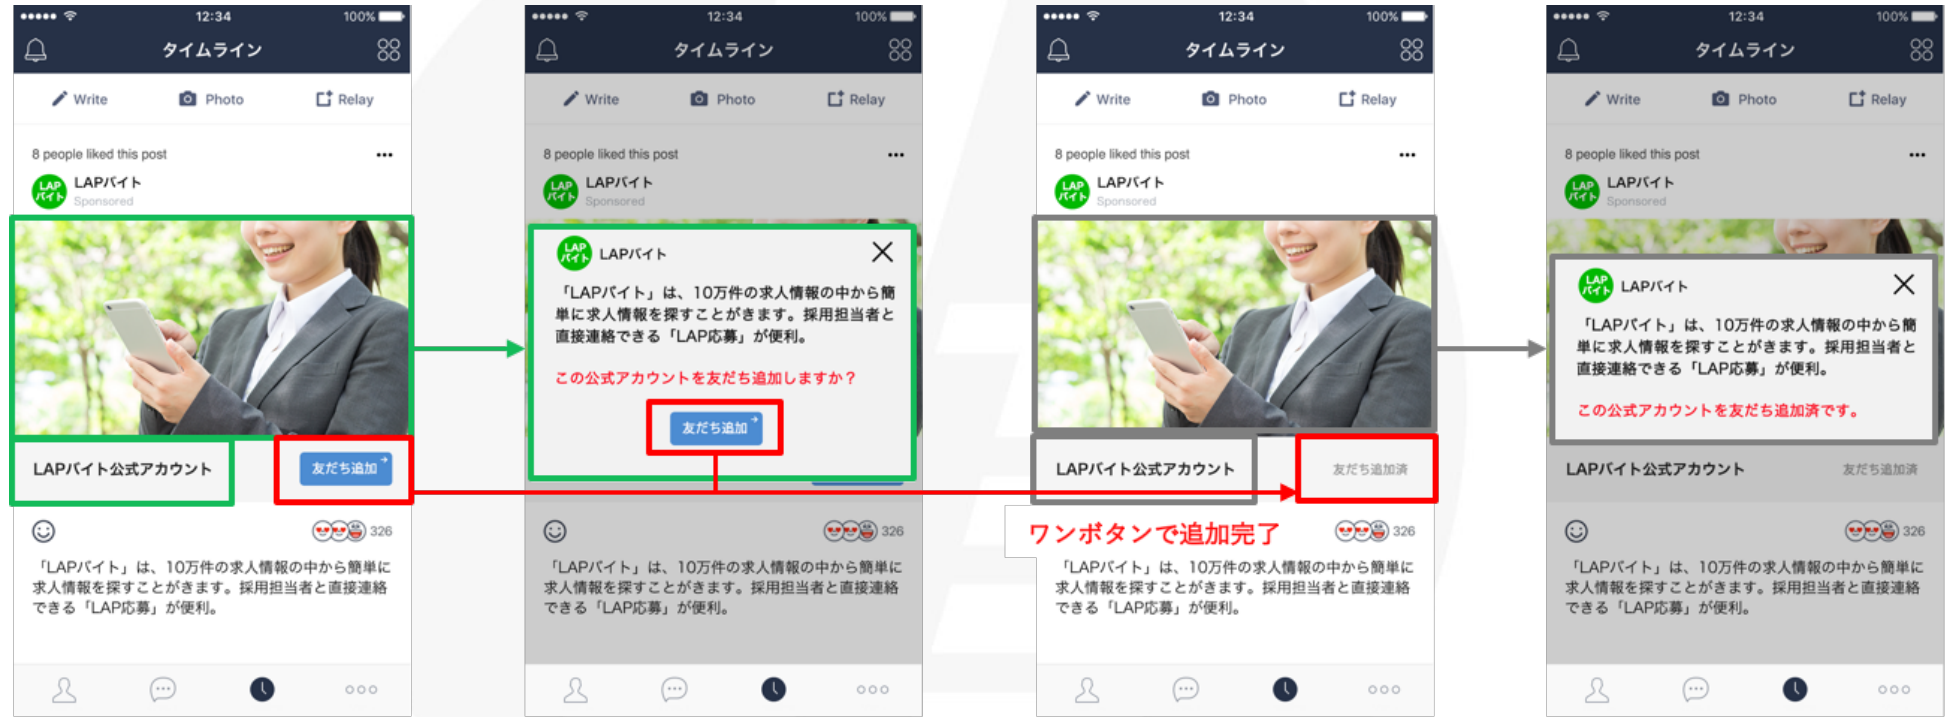 12:34
100%
タイムライン
Write
Photo
Relay
8 people liked this post
LAP
バイト
LAPバイト
Sponsored
LAPバイト公式アカウント
友だち追加
326
「LAPバイト」は、10万件の求人情報の中から簡単に
求人情報を探すことがきます。採用担当者と直接連絡
できる「LAP応募」が便利。
12:34
100%
タイムライン
Write
Photo
Relay
8 people liked this post
LAP
バイト
LAPバイト
Sponsored
LAP
バイト
LAPバイト
「LAPバイト」は、10万件の求人情報の中から簡
単に求人情報を探すことがきます。採用担当者と
直接連絡できる「LAP応募」が便利。
この公式アカウントを友だち追加しますか？
友だち追加
326
「LAPバイト」は、10万件の求人情報の中から簡単に
求人情報を探すことがきます。採用担当者と直接連絡
できる「LAP応募」が便利。
12:34
100%
タイムライン
Write
Photo
Relay
8 people liked this post
LAP
バイト
LAPバイト
Sponsored
LAPバイト公式アカウント
友だち追加済
ワンボタンで追加完了
326
「LAPバイト」は、10万件の求人情報の中から簡単に
求人情報を探すことがきます。採用担当者と直接連絡
できる「LAP応募」が便利。
12:34
100%
タイムライン
Write
Photo
Relay
8 people liked this post
LAP
バイト
LAPバイト
Sponsored
LAP
バイト
LAPバイト
「LAPバイト」は、10万件の求人情報の中から簡
単に求人情報を探すことがきます。採用担当者と
直接連絡できる「LAP応募」が便利。
この公式アカウントを友だち追加済です。
LAPバイト公式アカウント
友だち追加済
326
「LAPバイト」は、10万件の求人情報の中から簡単に
求人情報を探すことがきます。採用担当者と直接連絡
できる「LAP応募」が便利。